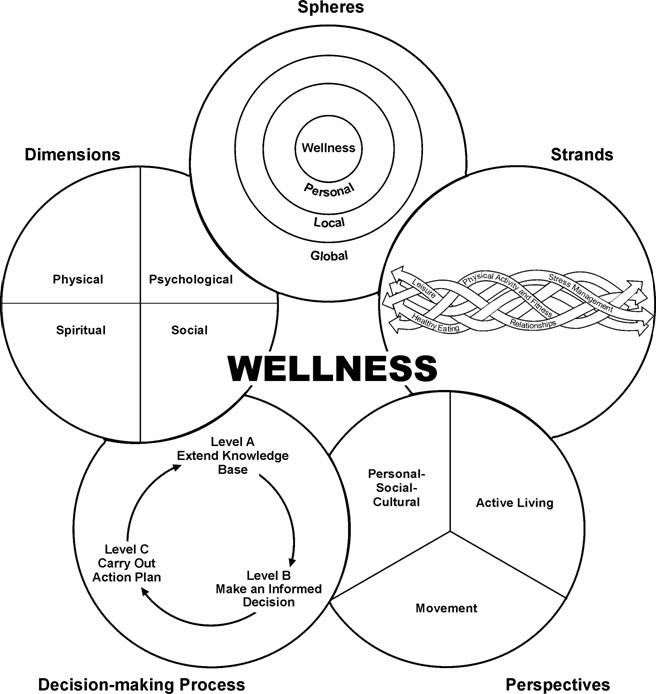 Spheres
Wellness
Personal
Local
Global
Dimensions
Physical
Psychological
Spiritual
Social
Strands
Leisure
Physical Activity and Fitness
Stress Management
Healthy Eating
Relationships
WELLNESS
Level A
Extend Knowledge
Base
Level B
Make an Informed
Decision
Level C
Carry Out
Action Plan
Decision-making Process
Personal-
Social-
Cultural
Active Living
Movement
Perspectives